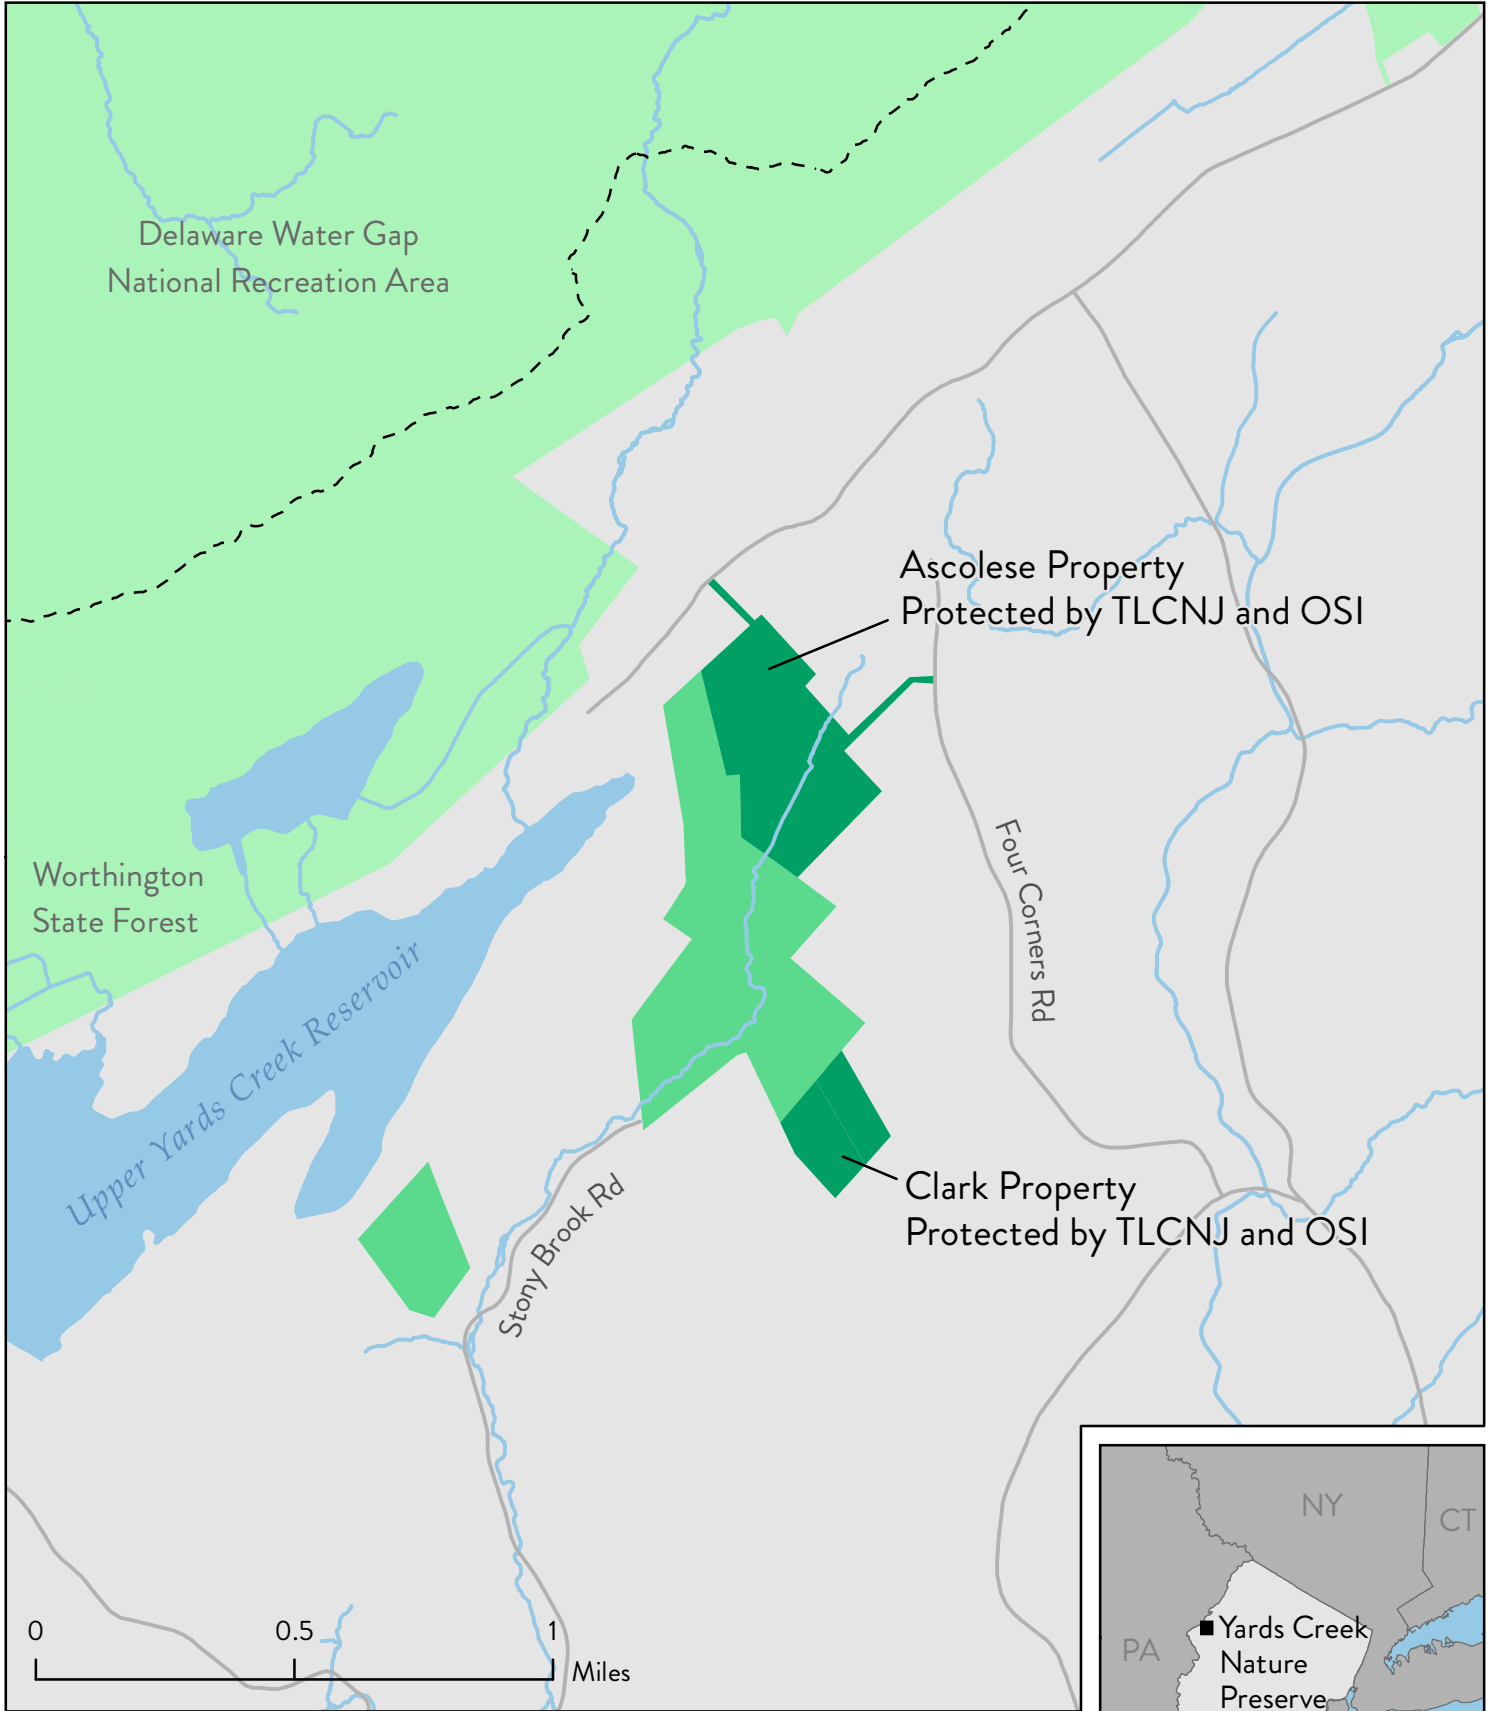 Delaware Water Gap
National Recreation Area
Ascolese Property
Protected by TLCNJ and OSI
Worthington
State Forest
Upper Yards Creek Reservoir
Four Corners Rd
Clark Property
Protected by TLCNJ and OSI
Stony Brook Rd
NY
CT
PA
Yards Creek
Nature
Preserve
0 0.5 1
Miles